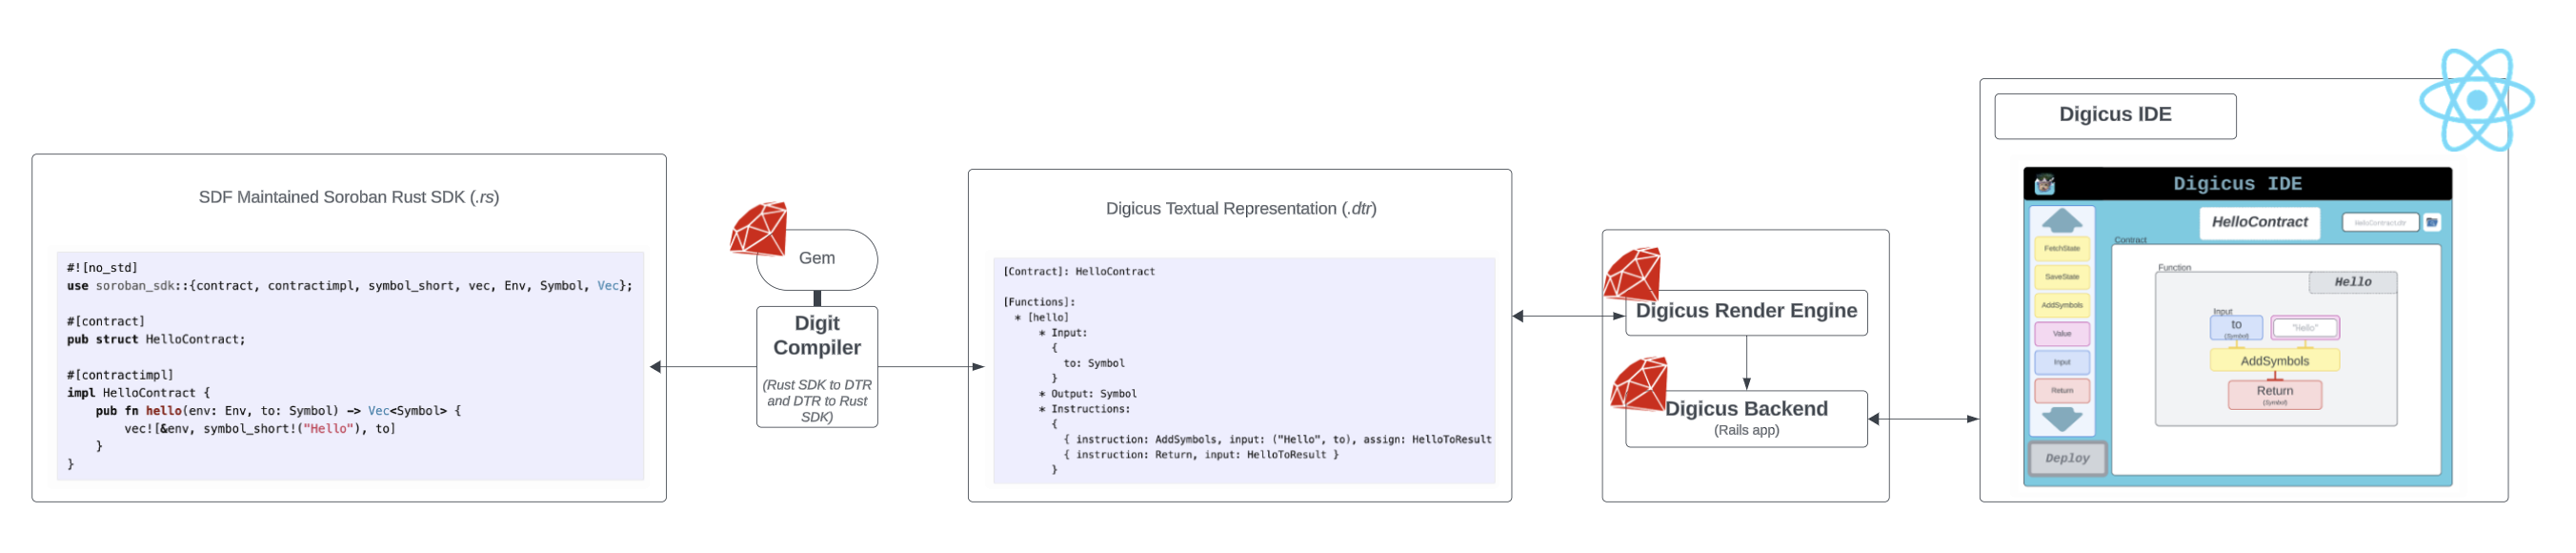 SDF Maintained Soroban Rust SDK (.rs)
#![no_std]
use soroban_sdk::{contract, contractimpl, symbol_short, vec, Env, Symbol, Vec};
#[contract]
pub struct HelloContract;
#[contractimpl]
impl HelloContract {
    pub fn hello(env: Env, to: Symbol) -> Vec<Symbol> {
        vec![&env, symbol_short!("Hello"), to]
    }
}
Gem
Digit
Compiler
(Rust SDK to DTR
and DTR to Rust
SDK)
Digicus Textual Representation (.dtr)
[Contract]: HelloContract
[Functions]:
  * [hello]
      * Input:
        {
          to: Symbol
        }
      * Output: Symbol
      * Instructions:
        {
          { instruction: AddSymbols, input: ("Hello", to), assign: HelloToResult
          { instruction: Return, input: HelloToResult }
        }
Digicus Render Engine
Digicus Backend
(Rails app)
Digicus IDE
Digicus IDE
HelloContract
HelloContract.dtr
FetchState
SaveState
AddSymbols
Value
Input
Return
Deploy
Contract
Function
Hello
Input
to
(Symbol)
"Hello"
AddSymbols
Return
(Symbol)